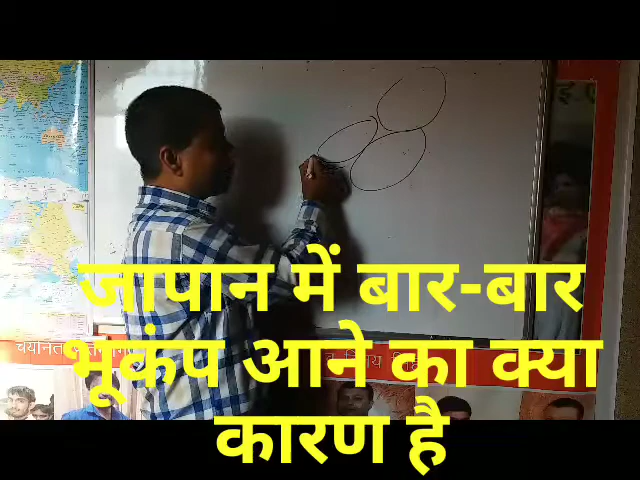 जापान में बार-बार
भूकंप आने का क्या
कारण है